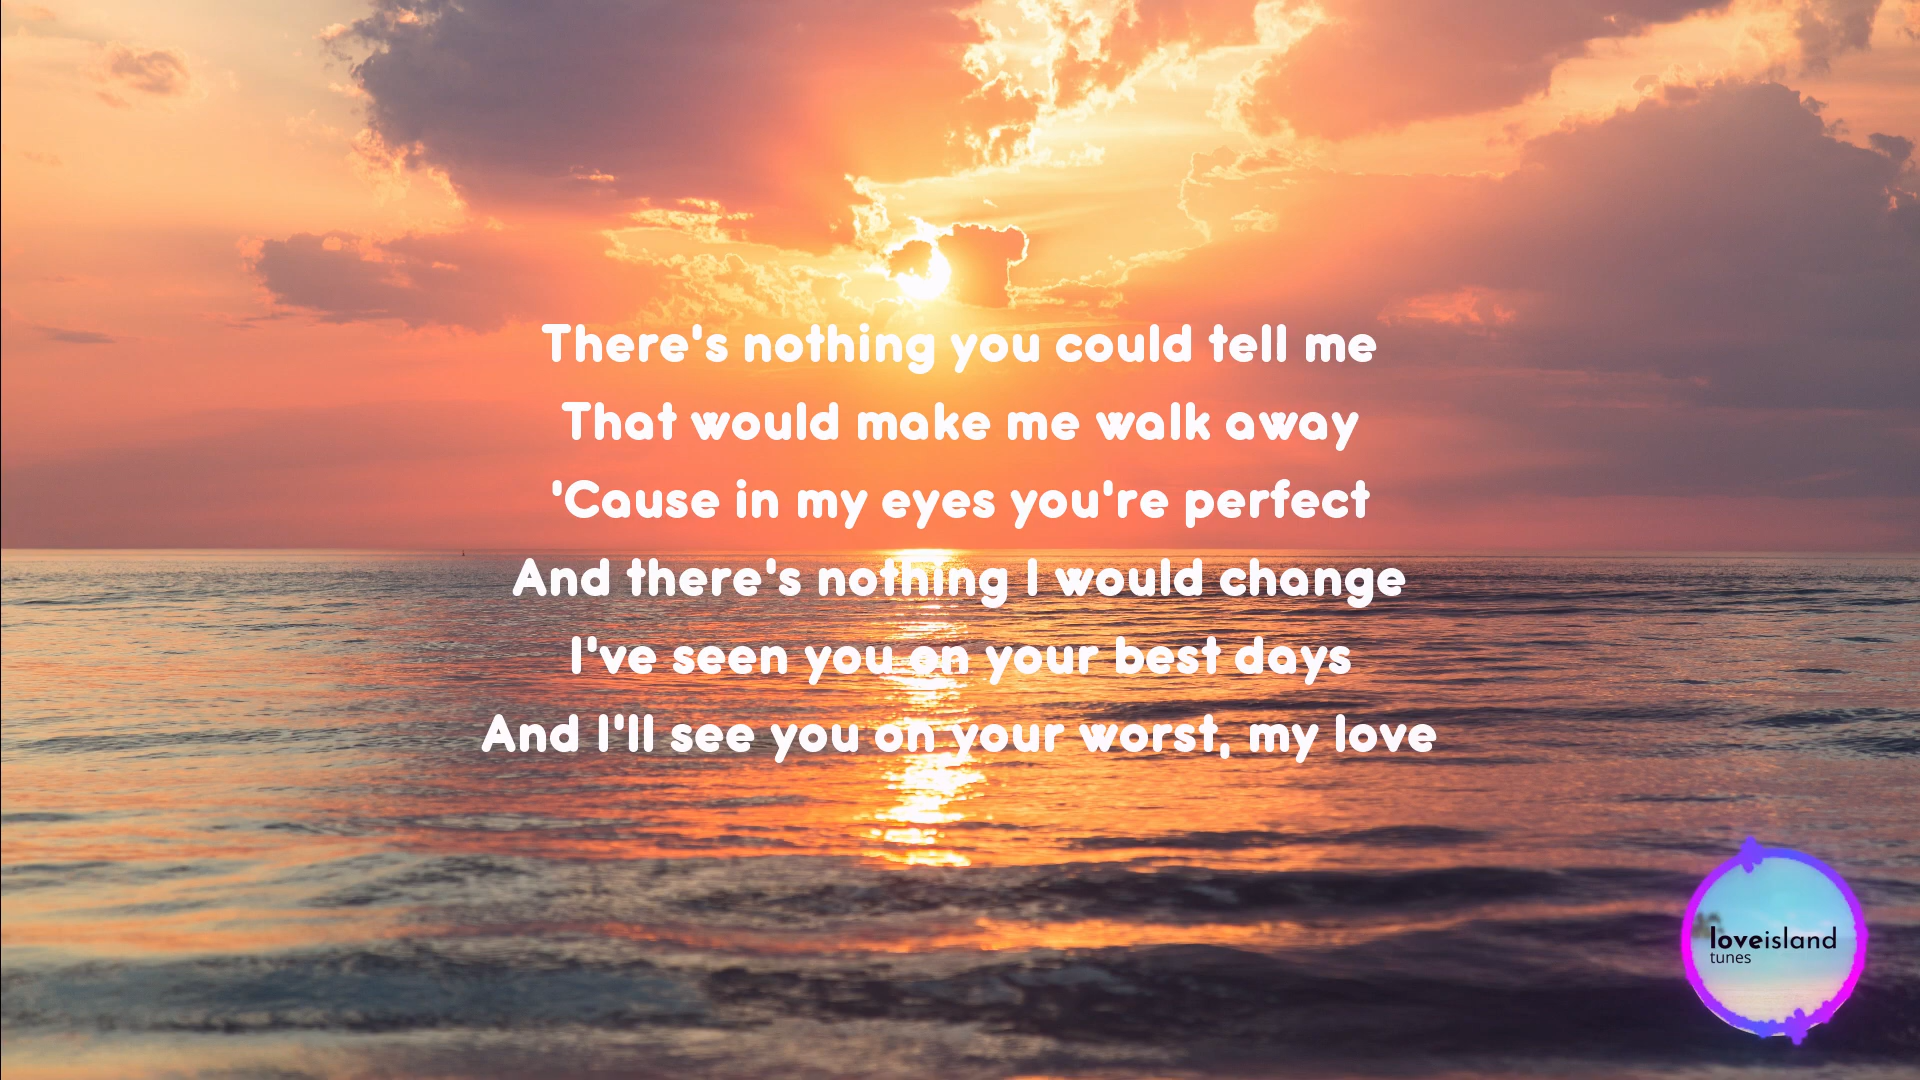 There's nothing you could tell me
That would make me walk away
'Cause in my eyes you're perfect
And there's nothing I would change
I've seen you on your best days
And I'll see you on your worst, my love
loveisland
tunes